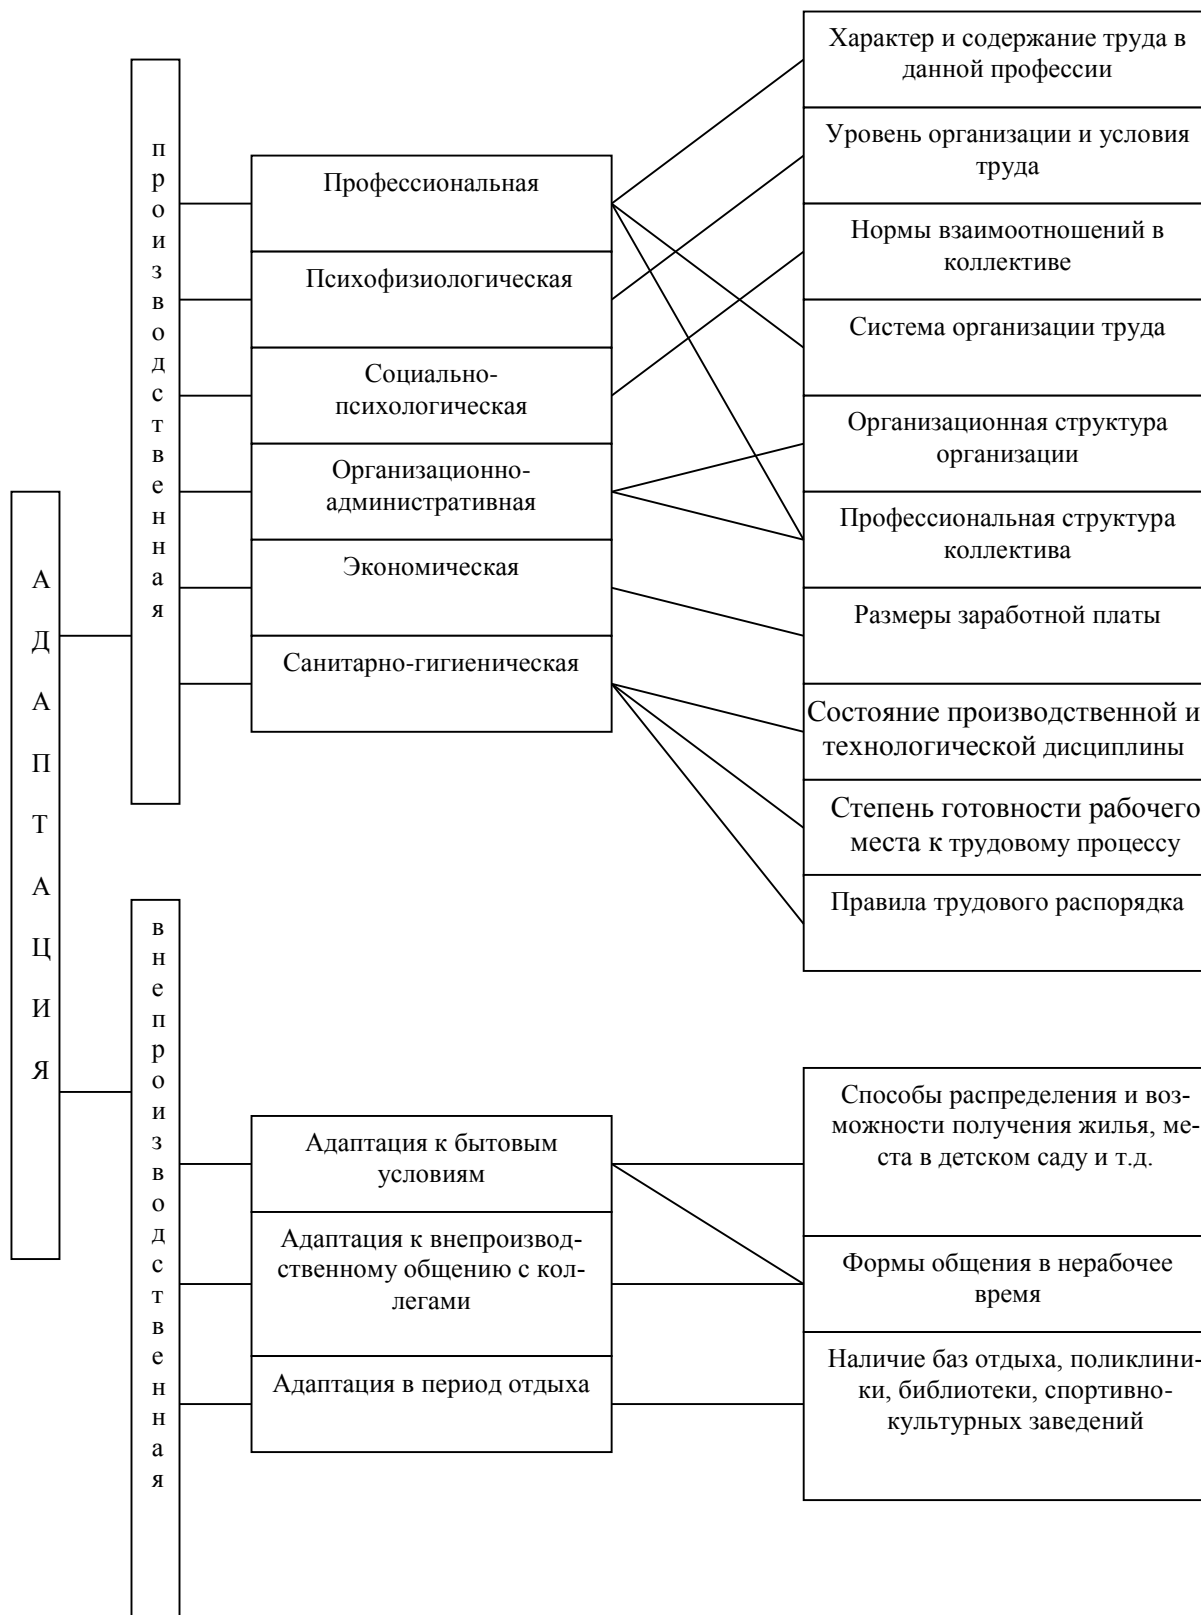 АДАПТАЦИЯ
производственная
Профессиональная
Психофизиологическая
Социально-
психологическая
Организационно-
административная
Экономическая
Санитарно-гигиеническая
Характер и содержание труда в
данной профессии
Уровень организации и условия
труда
Нормы взаимоотношений в
коллективе
Система организации труда
Организационная структура
организации
Профессиональная структура
коллектива
Размеры заработной платы
Состояние производственной и
технологической дисциплины
Степень готовности рабочего
места к трудовому процессу
Правила трудового распорядка
внепроизводственная
Адаптация к бытовым
условиям
Адаптация к внепроизвод-
ственному общению с кол-
легами
Адаптация в период отдыха
Способы распределения и воз-
можности получения жилья, ме-
ста в детском саду и т.д.
Формы общения в нерабочее
время
Наличие баз отдыха, поликлини-
ки, библиотеки, спортивно-
культурных заведений